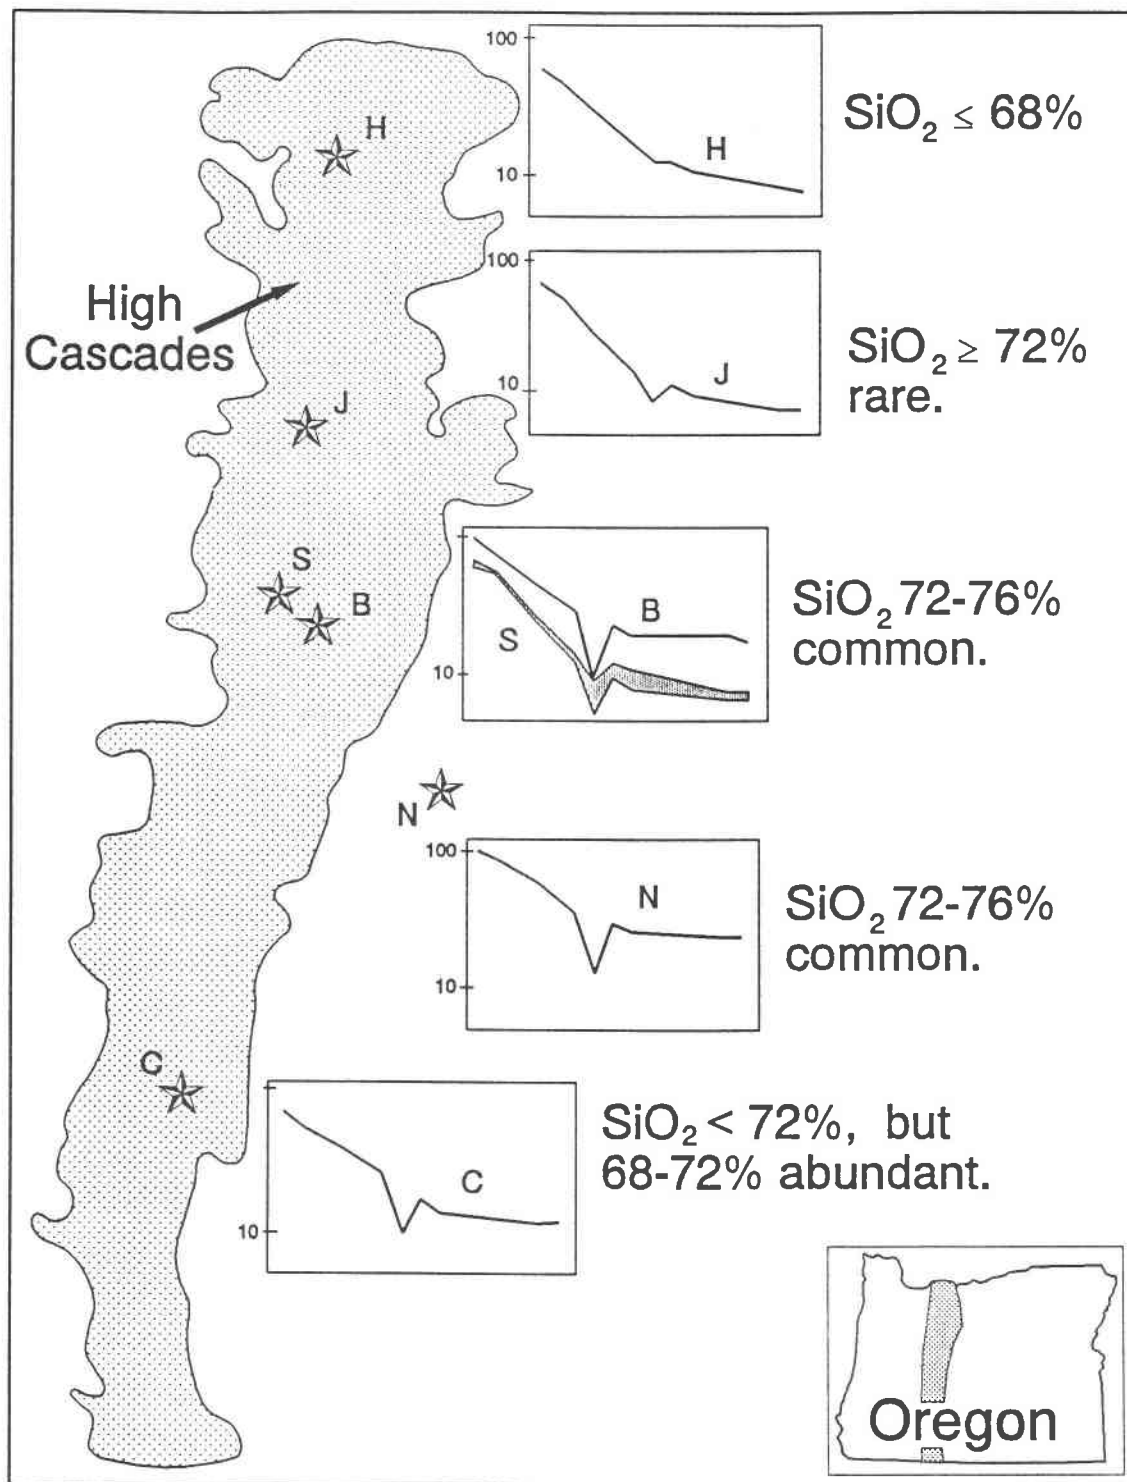 100
H
10
SiO₂ ≤ 68%
H
100
J
10
SiO₂ ≥ 72%
rare.
High
Cascades
J
S
B
B
S
10
SiO₂ 72-76%
common.
N
100
N
10
SiO₂ 72-76%
common.
C
C
10
SiO₂ < 72%, but
68-72% abundant.
Oregon